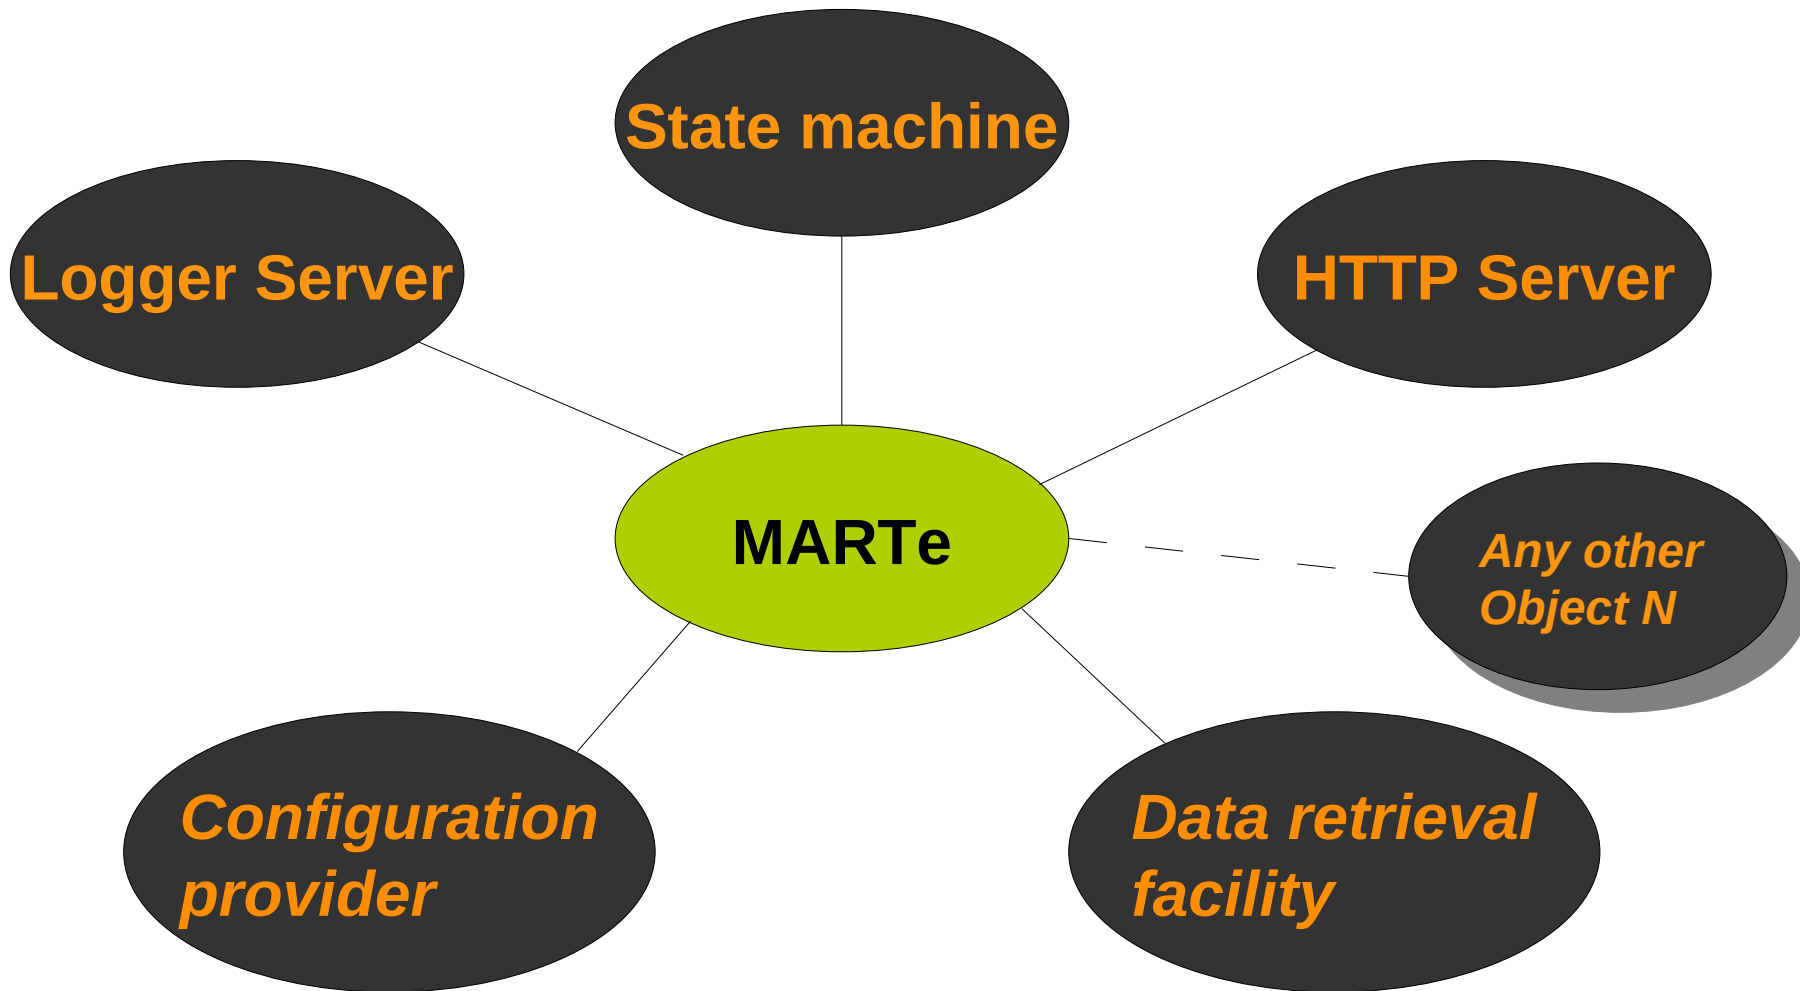 State machine
Logger Server
HTTP Server
MARTe
Any other
Object N
Configuration
provider
Data retrieval
facility